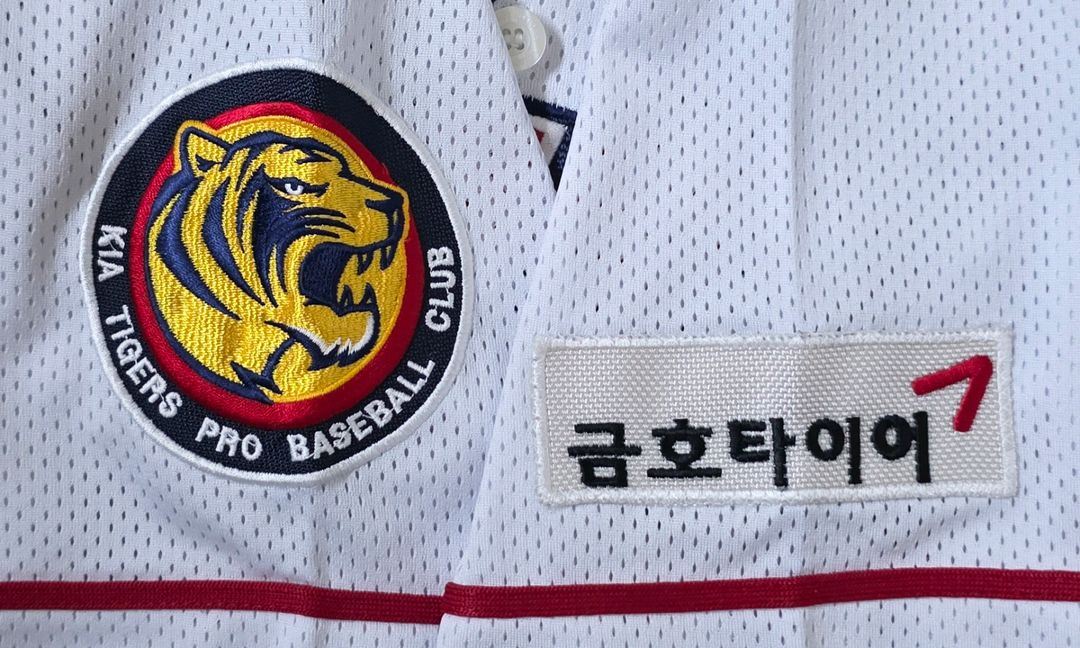 KIA TIGERS PRO BASEBALL CLUB
금호타이어